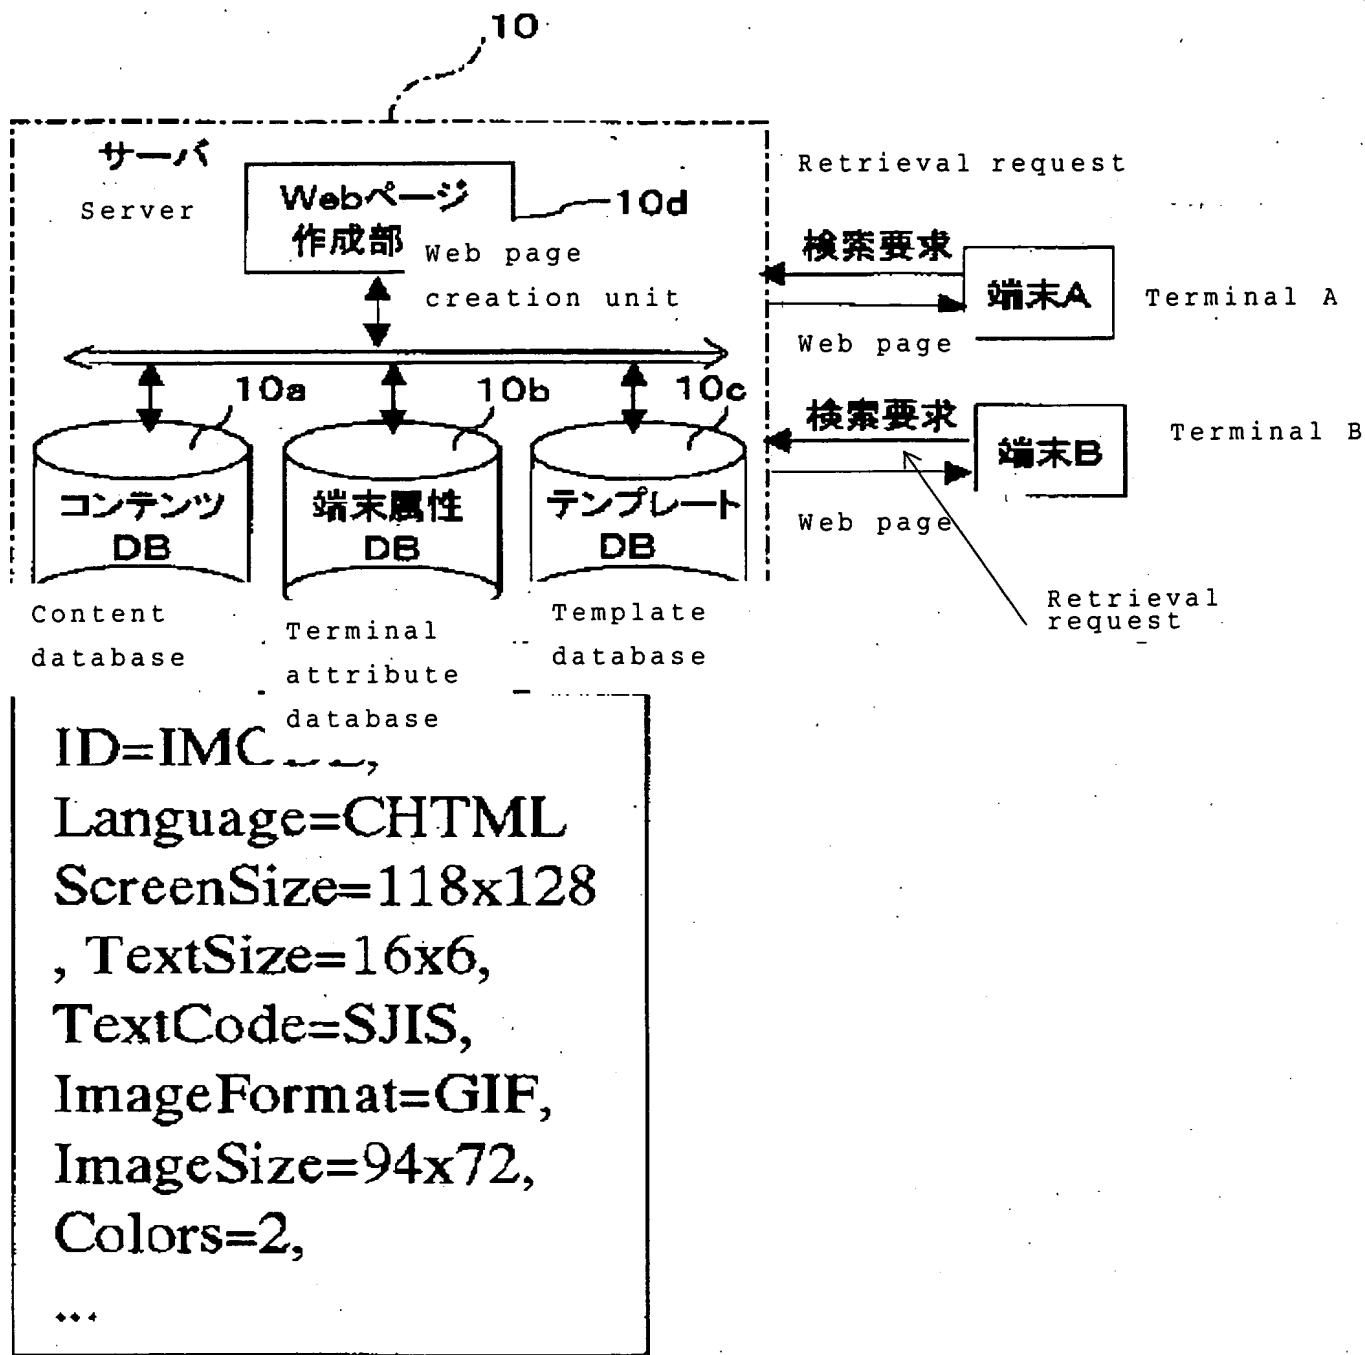 10
サーバ
Server
Webページ
作成部
10d
Web page
creation unit
Retrieval request
検索要求
端末A
Terminal A
Web page
検索要求
端末B
Terminal B
Web page
Retrieval
request
10a
10b
10c
コンテンツ
DB
端末属性
DB
テンプレート
DB
Content
database
Terminal
attribute
database
Template
database
Language=CHTML
ScreenSize=118x128
, TextSize=16x6,
TextCode=SJIS,
ImageFormat=GIF,
ImageSize=94x72,
Colors=2,
...